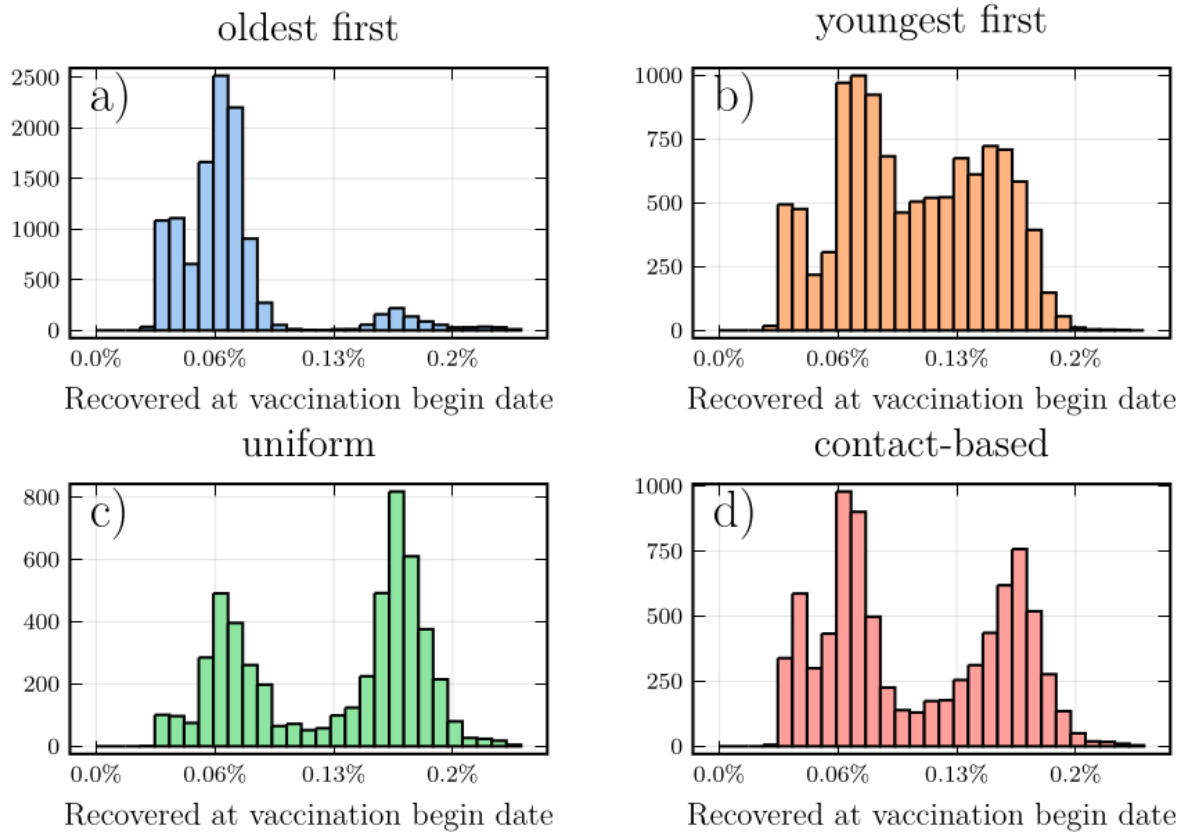 oldest first
a)
2500
2000
1500
1000
500
0
0.0% 0.06% 0.13% 0.2%
Recovered at vaccination begin date
youngest first
b)
1000
750
500
250
0
0.0% 0.06% 0.13% 0.2%
Recovered at vaccination begin date
uniform
c)
800
600
400
200
0
0.0% 0.06% 0.13% 0.2%
Recovered at vaccination begin date
contact-based
d)
1000
750
500
250
0
0.0% 0.06% 0.13% 0.2%
Recovered at vaccination begin date